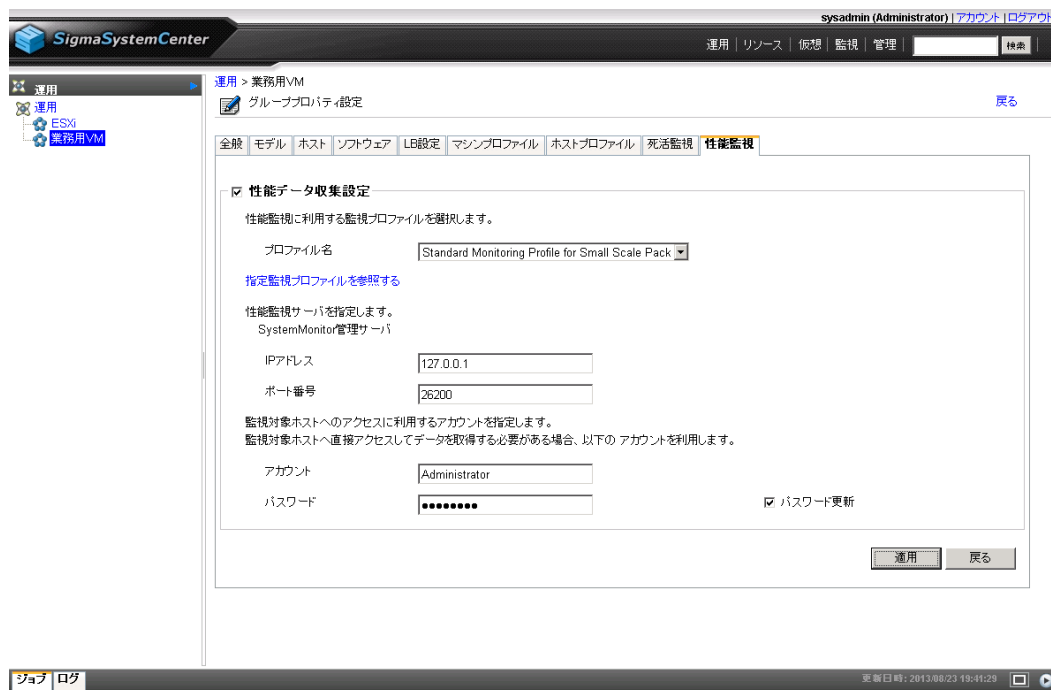 sysadmin (Administrator) | アカウント | ログアウト
SigmaSystemCenter
運用 | リソース | 仮想 | 監視 | 管理 | 検索
運用
運用
ESXi
業務用VM
運用 > 業務用VM
グループプロパティ設定
戻る
全般 モデル ホスト ソフトウェア LB設定 マシンプロファイル ホストプロファイル 死活監視 性能監視
性能データ収集設定
性能監視に利用する監視プロファイルを選択します。
プロファイル名 Standard Monitoring Profile for Small Scale Pack
指定監視プロファイルを参照する
性能監視サーバを指定します。
SystemMonitor管理サーバ
IPアドレス 127.0.0.1
ポート番号 26200
監視対象ホストへのアクセスに利用するアカウントを指定します。
監視対象ホストへ直接アクセスしてデータを取得する必要がある場合、以下の アカウントを利用します。
アカウント Administrator
パスワード ●●●●●●●● パスワード更新
適用 戻る
ジョブ ログ 更新日時: 2013/08/23 19:41:29